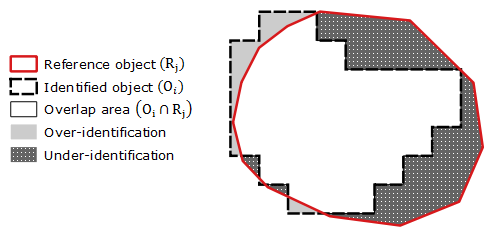 Reference object (Rj)
Identified object (Oi)
Overlap area (Oi ∩ Rj)
Over-identification
Under-identification